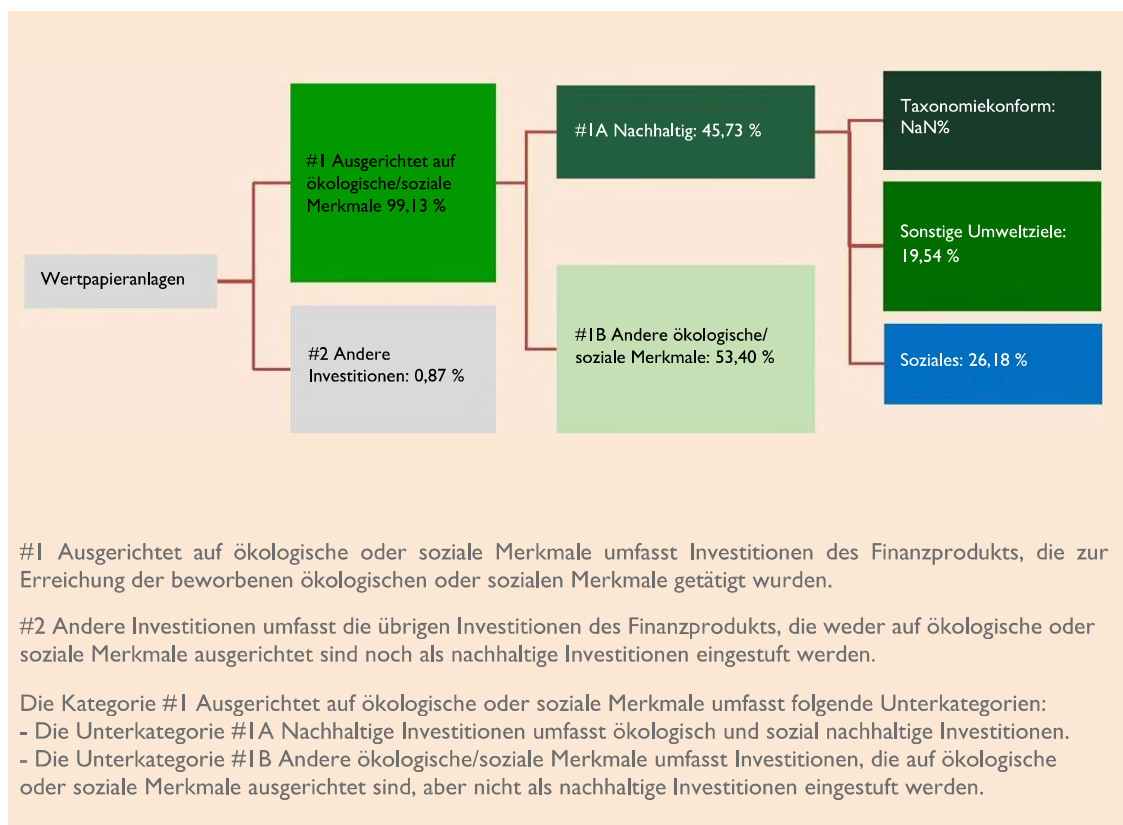 Wertpapieranlagen
#1 Ausgerichtet auf
ökologische/soziale
Merkmale 99,13 %
#2 Andere
Investitionen: 0,87 %
#1A Nachhaltig: 45,73 %
#1B Andere ökologische/
soziale Merkmale: 53,40 %
Taxonomiekonform:
NaN%
Sonstige Umweltziele:
19,54 %
Soziales: 26,18 %
#1 Ausgerichtet auf ökologische oder soziale Merkmale umfasst Investitionen des Finanzprodukts, die zur
Erreichung der beworbenen ökologischen oder sozialen Merkmale getätigt wurden.
#2 Andere Investitionen umfasst die übrigen Investitionen des Finanzprodukts, die weder auf ökologische oder
soziale Merkmale ausgerichtet sind noch als nachhaltige Investitionen eingestuft werden.
Die Kategorie #1 Ausgerichtet auf ökologische oder soziale Merkmale umfasst folgende Unterkategorien:
- Die Unterkategorie #1A Nachhaltige Investitionen umfasst ökologisch und sozial nachhaltige Investitionen.
- Die Unterkategorie #1B Andere ökologische/soziale Merkmale umfasst Investitionen, die auf ökologische
oder soziale Merkmale ausgerichtet sind, aber nicht als nachhaltige Investitionen eingestuft werden.